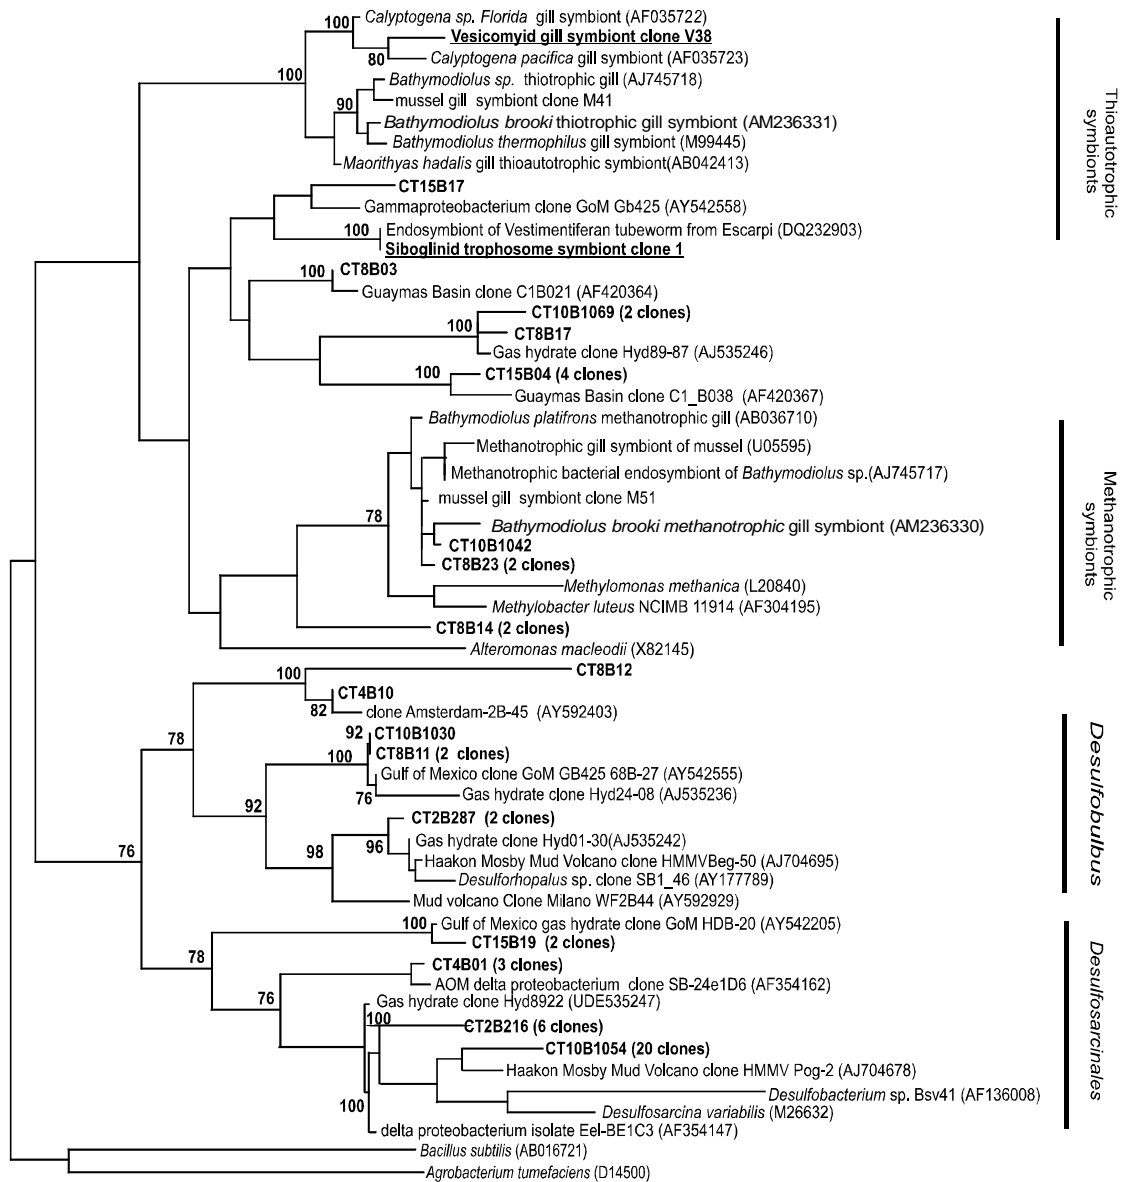 Calyptogena sp. Florida gill symbiont (AF035722)
100
Vesicomyid gill symbiont clone V38
80
Calyptogena pacifica gill symbiont (AF035723)
100
Bathymodiolus sp. thiotrophic gill (AJ745718)
mussel gill symbiont clone M41
90
Bathymodiolus brooki thiotrophic gill symbiont (AM236331)
Bathymodiolus thermophilus gill symbiont (M99445)
Maorithyas hadalis gill thioautotrophic symbiont(AB042413)
Thioautotrophic
symbionts
CT15B17
Gammaproteobacterium clone GoM Gb425 (AY542558)
100
Endosymbiont of Vestimentiferan tubeworm from Escarpi (DQ232903)
Siboglinid trophosome symbiont clone 1
100
CT8B03
Guaymas Basin clone C1B021 (AF420364)
CT10B1069 (2 clones)
100
CT8B17
Gas hydrate clone Hyd89-87 (AJ535246)
100
CT15B04 (4 clones)
Guaymas Basin clone C1_B038 (AF420367)
Bathymodiolus platifrons methanotrophic gill (AB036710)
Methanotrophic gill symbiont of mussel (U05595)
Methanotrophic bacterial endosymbiont of Bathymodiolus sp.(AJ745717)
mussel gill symbiont clone M51
78
Bathymodiolus brooki methanotrophic gill symbiont (AM236330)
CT10B1042
CT8B23 (2 clones)
Methylomonas methanica (L20840)
Methylobacter luteus NCIMB 11914 (AF304195)
CT8B14 (2 clones)
Alteromonas macleodii (X82145)
Methanotrophic
symbionts
100
CT8B12
CT4B10
82
clone Amsterdam-2B-45 (AY592403)
78
92
CT10B1030
100
CT8B11 (2 clones)
Gulf of Mexico clone GoM GB425 68B-27 (AY542555)
76
Gas hydrate clone Hyd24-08 (AJ535236)
92
CT2B287 (2 clones)
96
Gas hydrate clone Hyd01-30(AJ535242)
98
Haakon Mosby Mud Volcano clone HMMVBeg-50 (AJ704695)
76
Desulforhopalus sp. clone SB1_46 (AY177789)
Mud volcano Clone Milano WF2B44 (AY592929)
Desulfobulbus
100
Gulf of Mexico gas hydrate clone GoM HDB-20 (AY542205)
CT15B19 (2 clones)
78
CT4B01 (3 clones)
AOM delta proteobacterium clone SB-24e1D6 (AF354162)
76
Gas hydrate clone Hyd8922 (UDE535247)
100
CT2B216 (6 clones)
CT10B1054 (20 clones)
Haakon Mosby Mud Volcano clone HMMV Pog-2 (AJ704678)
Desulfobacterium sp. Bsv41 (AF136008)
100
Desulfosarcina variabilis (M26632)
delta proteobacterium isolate Eel-BE1C3 (AF354147)
Desulfosarcinales
Bacillus subtilis (AB016721)
Agrobacterium tumefaciens (D14500)